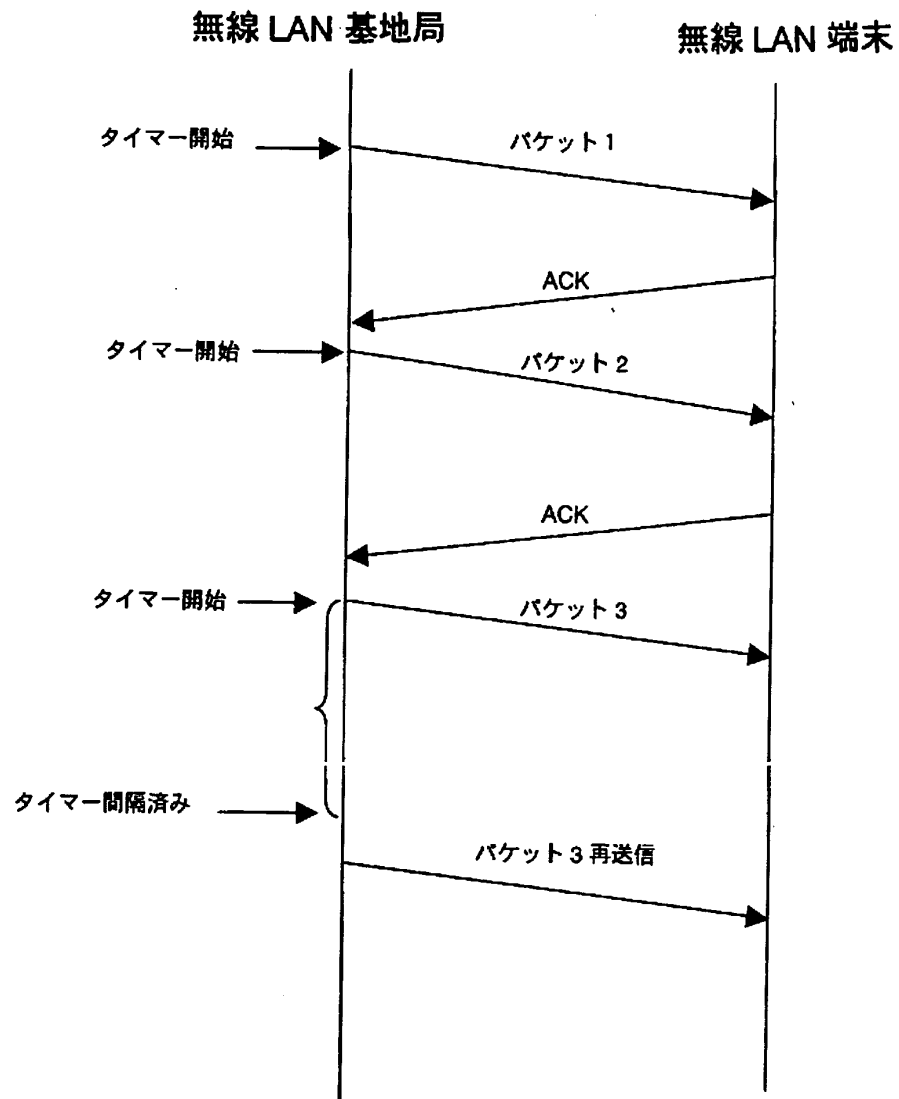 無線 LAN 基地局
無線 LAN 端末
タイマー開始
パケット 1
ACK
タイマー開始
パケット 2
ACK
タイマー開始
パケット 3
タイマー間隔済み
パケット 3 再送信